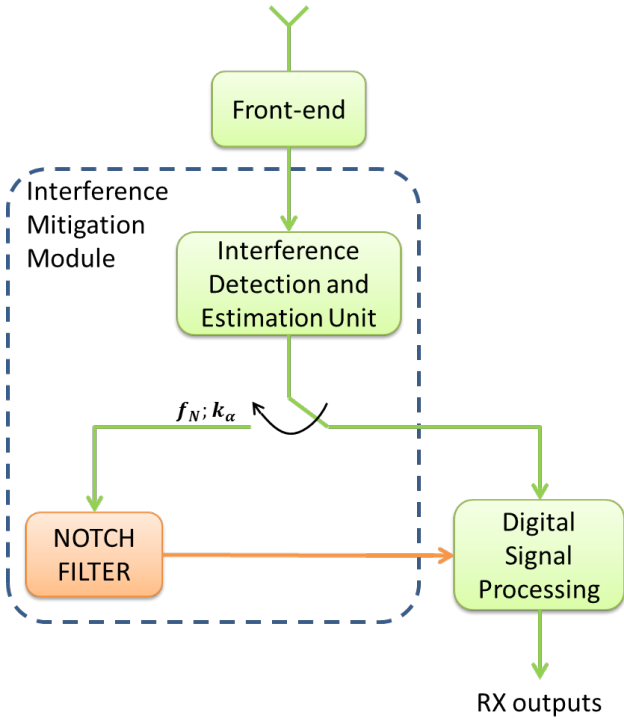 Front-end
Interference
Mitigation
Module
Interference
Detection and
Estimation Unit
f_N; k_α
NOTCH
FILTER
Digital
Signal
Processing
RX outputs